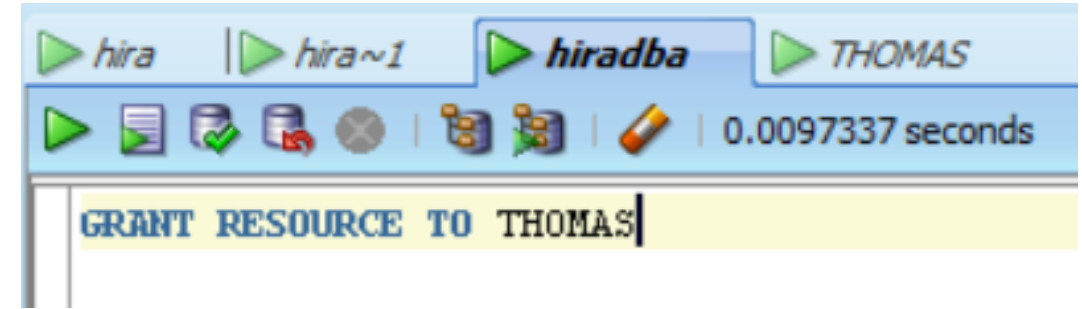 hira hira~1 hiradba THOMAS
0.0097337 seconds
GRANT RESOURCE TO THOMAS